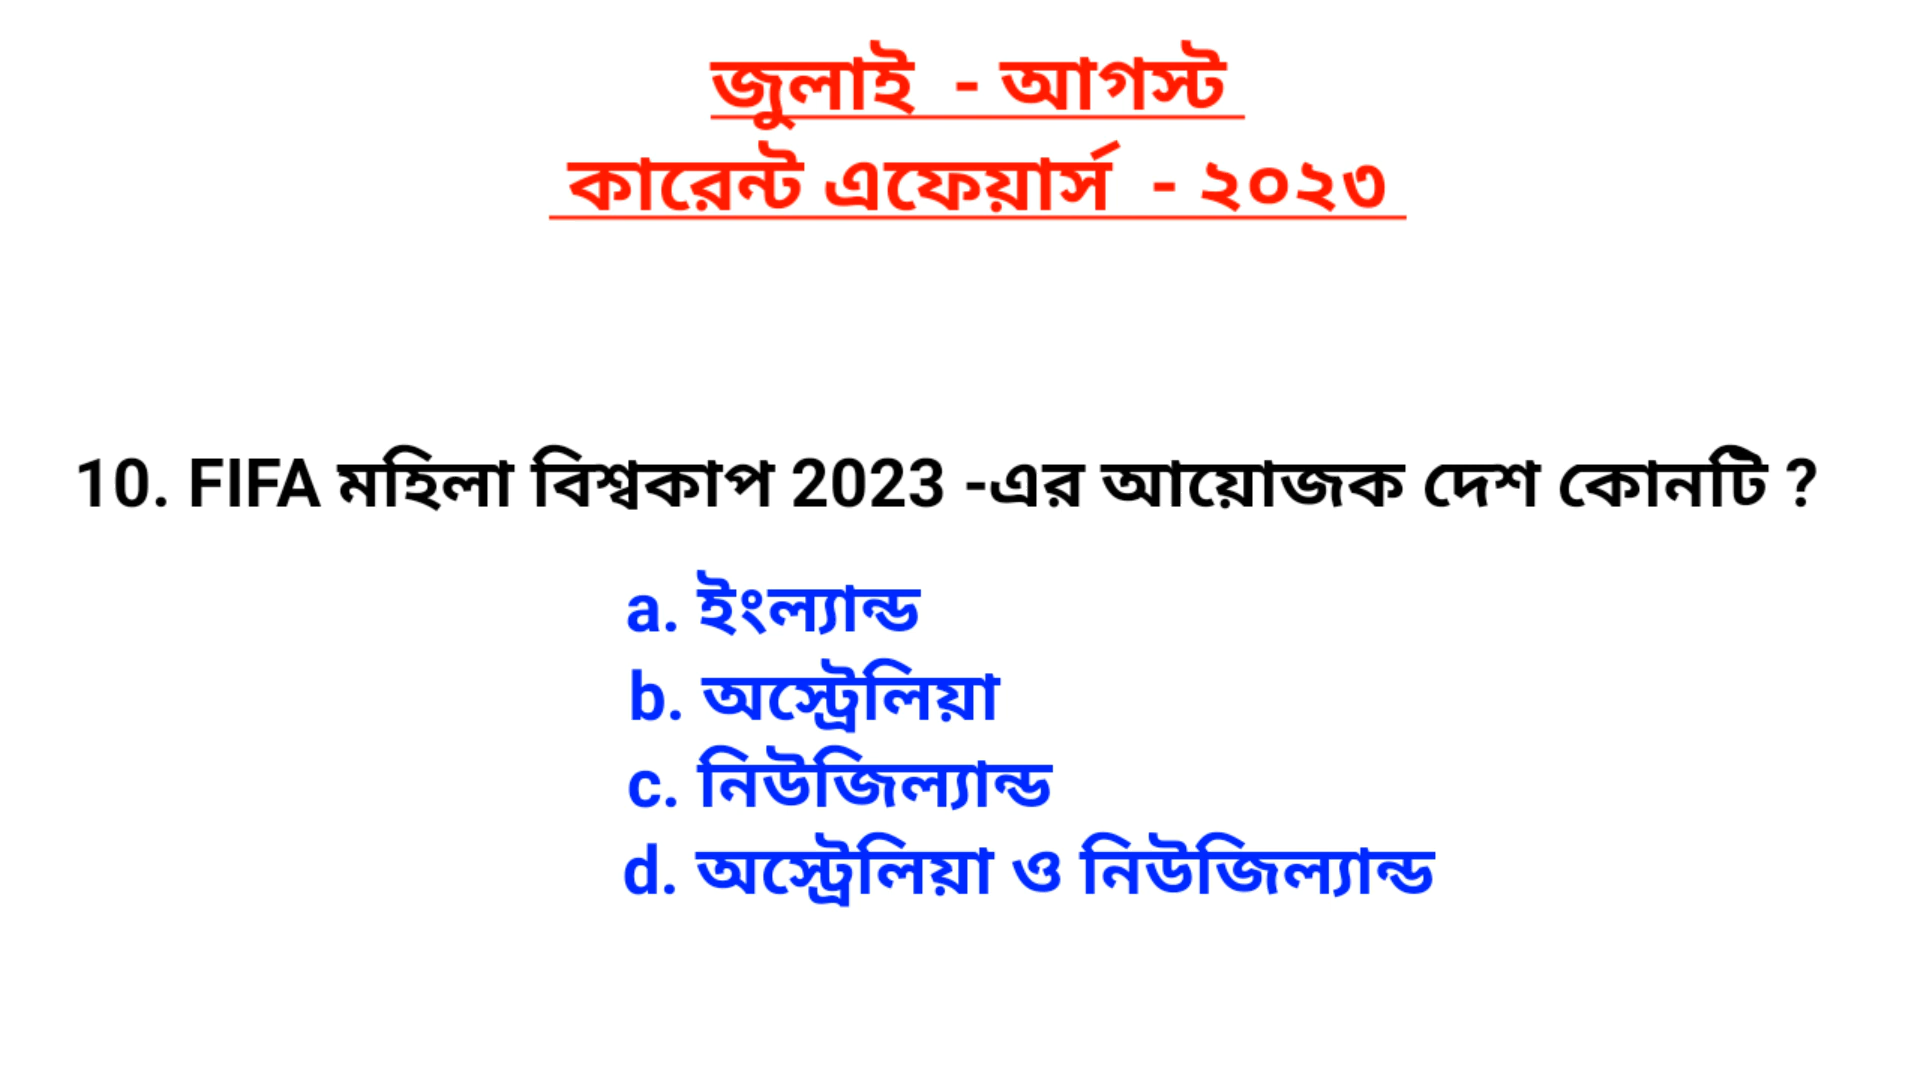 জুলাই - আগস্ট
কারেন্ট এফেয়ার্স - ২০২৩
10. FIFA মহিলা বিশ্বকাপ 2023 -এর আয়োজক দেশ কোনটি ?
a. ইংল্যান্ড
b. অস্ট্রেলিয়া
c. নিউজিল্যান্ড
d. অস্ট্রেলিয়া ও নিউজিল্যান্ড